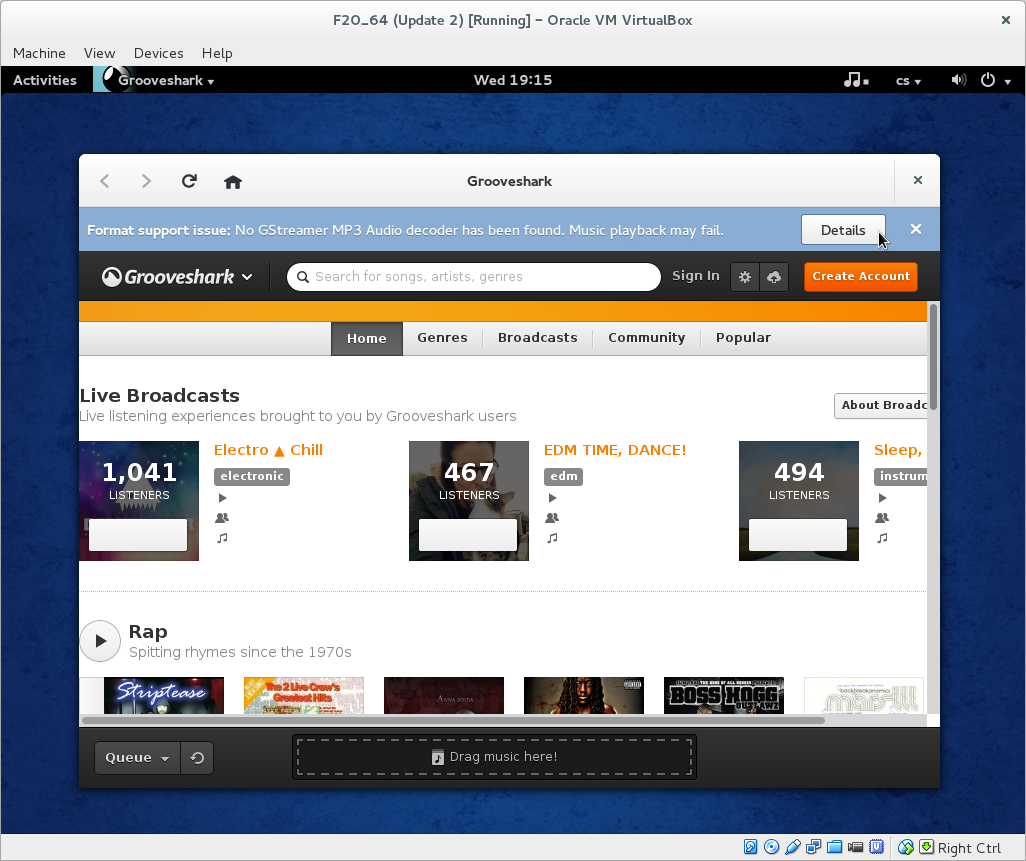 F20_64 (Update 2) [Running] – Oracle VM VirtualBox
Machine View Devices Help
Activities Grooveshark Wed 19:15 cs
Grooveshark
Format support issue: No GStreamer MP3 Audio decoder has been found. Music playback may fail. Details
Grooveshark Search for songs, artists, genres Sign In Create Account
Home Genres Broadcasts Community Popular
Live Broadcasts
Live listening experiences brought to you by Grooveshark users
About Broadc
1,041 LISTENERS
Electro ▲ Chill
electronic
467 LISTENERS
EDM TIME, DANCE!
edm
494 LISTENERS
Sleep,
instrum
Rap
Spitting rhymes since the 1970s
Striptease
The 2 Live Crew's
Greatest Hits
ANNA SOEDA
BOSS HOGG
OUTLAWZ
backbreakanomics
Queue Drag music here!
Right Ctrl